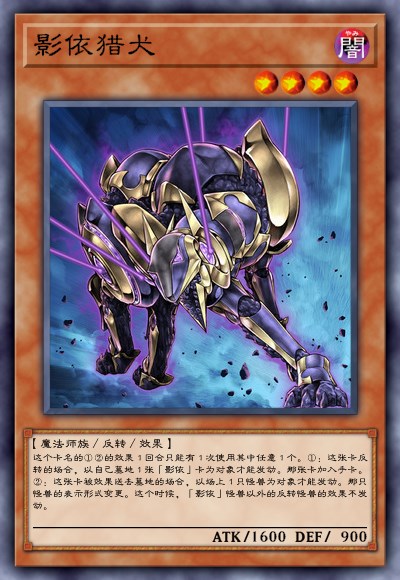 影依猎犬
やみ
闇
【魔法师族／反转／效果】
这个卡名的①②的效果1回合只能有1次使用其中任意1个。①：这张卡反
转的场合，以自己墓地1张「影依」卡为对象才能发动。那张卡加入手卡。
②：这张卡被效果送去墓地的场合，以场上1只怪兽为对象才能发动。那只
怪兽的表示形式变更。这个时候，「影依」怪兽以外的反转怪兽的效果不发
动。
ATK/1600 DEF/ 900